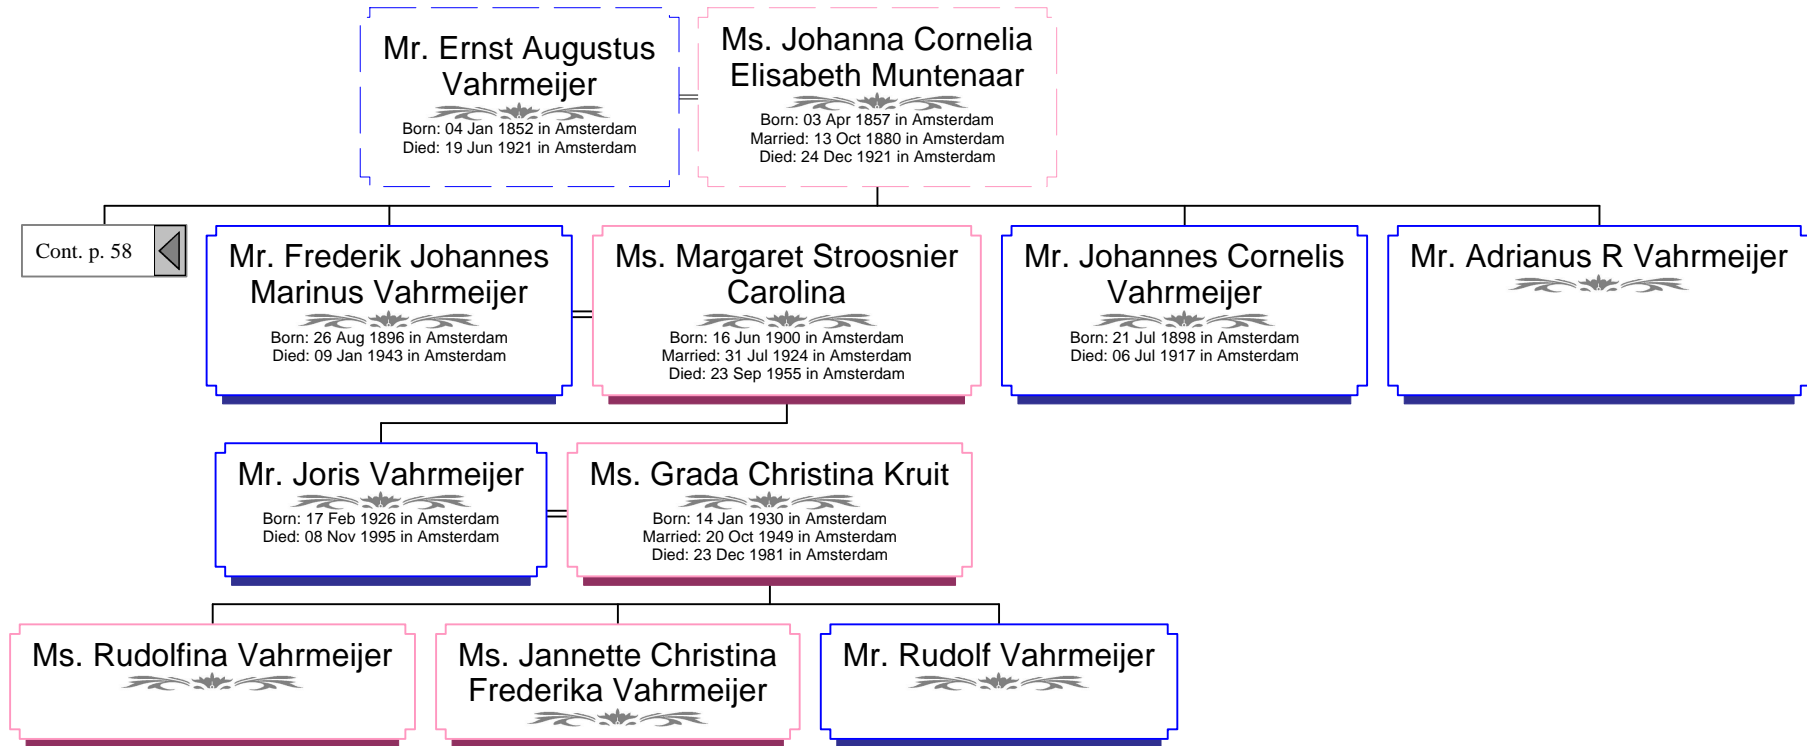 Mr. Ernst Augustus
Vahrmeijer
Born: 04 Jan 1852 in Amsterdam
Died: 19 Jun 1921 in Amsterdam
Ms. Johanna Cornelia
Elisabeth Muntenaar
Born: 03 Apr 1857 in Amsterdam
Married: 13 Oct 1880 in Amsterdam
Died: 24 Dec 1921 in Amsterdam
Cont. p. 58
Mr. Frederik Johannes
Marinus Vahrmeijer
Born: 26 Aug 1896 in Amsterdam
Died: 09 Jan 1943 in Amsterdam
Ms. Margaret Stroosnier
Carolina
Born: 16 Jun 1900 in Amsterdam
Married: 31 Jul 1924 in Amsterdam
Died: 23 Sep 1955 in Amsterdam
Mr. Johannes Cornelis
Vahrmeijer
Born: 21 Jul 1898 in Amsterdam
Died: 06 Jul 1917 in Amsterdam
Mr. Adrianus R Vahrmeijer
Mr. Joris Vahrmeijer
Born: 17 Feb 1926 in Amsterdam
Died: 08 Nov 1995 in Amsterdam
Ms. Grada Christina Kruit
Born: 14 Jan 1930 in Amsterdam
Married: 20 Oct 1949 in Amsterdam
Died: 23 Dec 1981 in Amsterdam
Ms. Rudolfina Vahrmeijer
Ms. Jannette Christina
Frederika Vahrmeijer
Mr. Rudolf Vahrmeijer